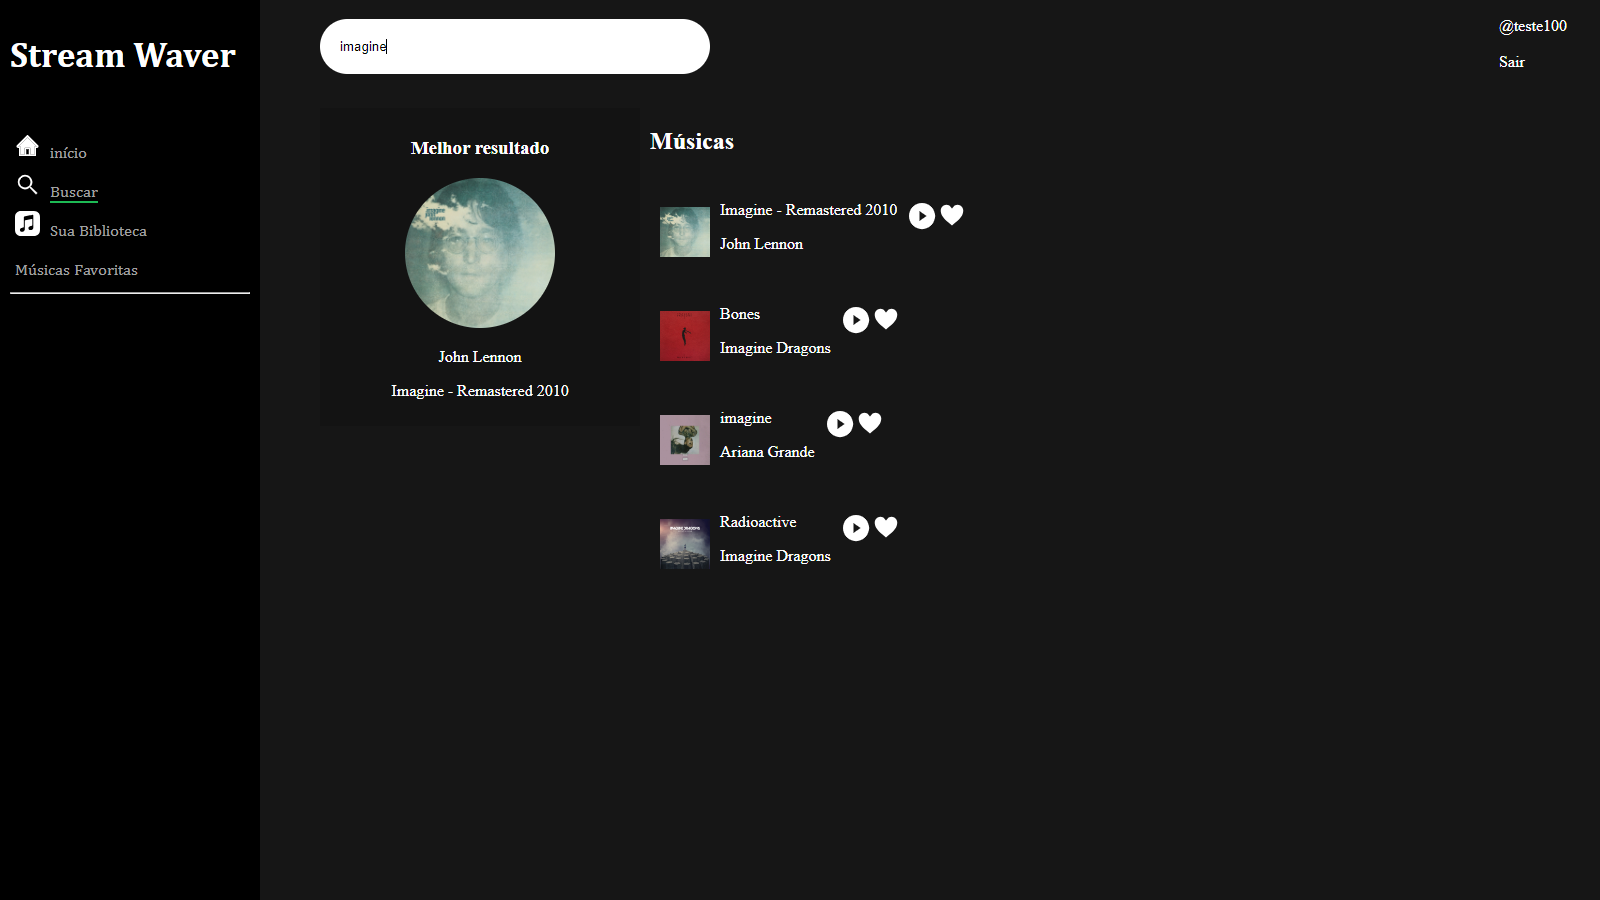 Stream Waver
início
Buscar
Sua Biblioteca
Músicas Favoritas
imagine
@teste100
Sair
Melhor resultado
John Lennon
Imagine - Remastered 2010
Músicas
Imagine - Remastered 2010
John Lennon
Bones
Imagine Dragons
imagine
Ariana Grande
Radioactive
Imagine Dragons